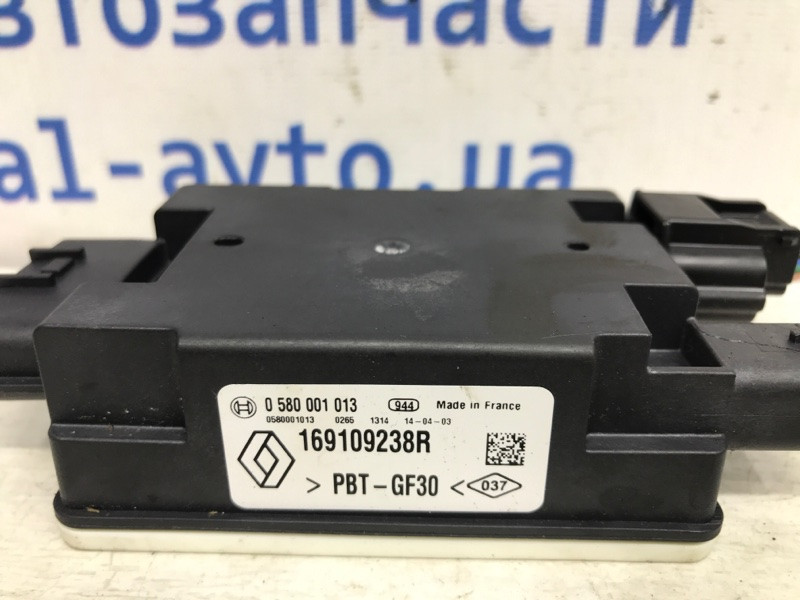 автозапчасти
al-avto.ua
0 580 001 013 944 Made in France
0580001013 0265 1314 14-04-03
169109238R
> PBT-GF30 < 037